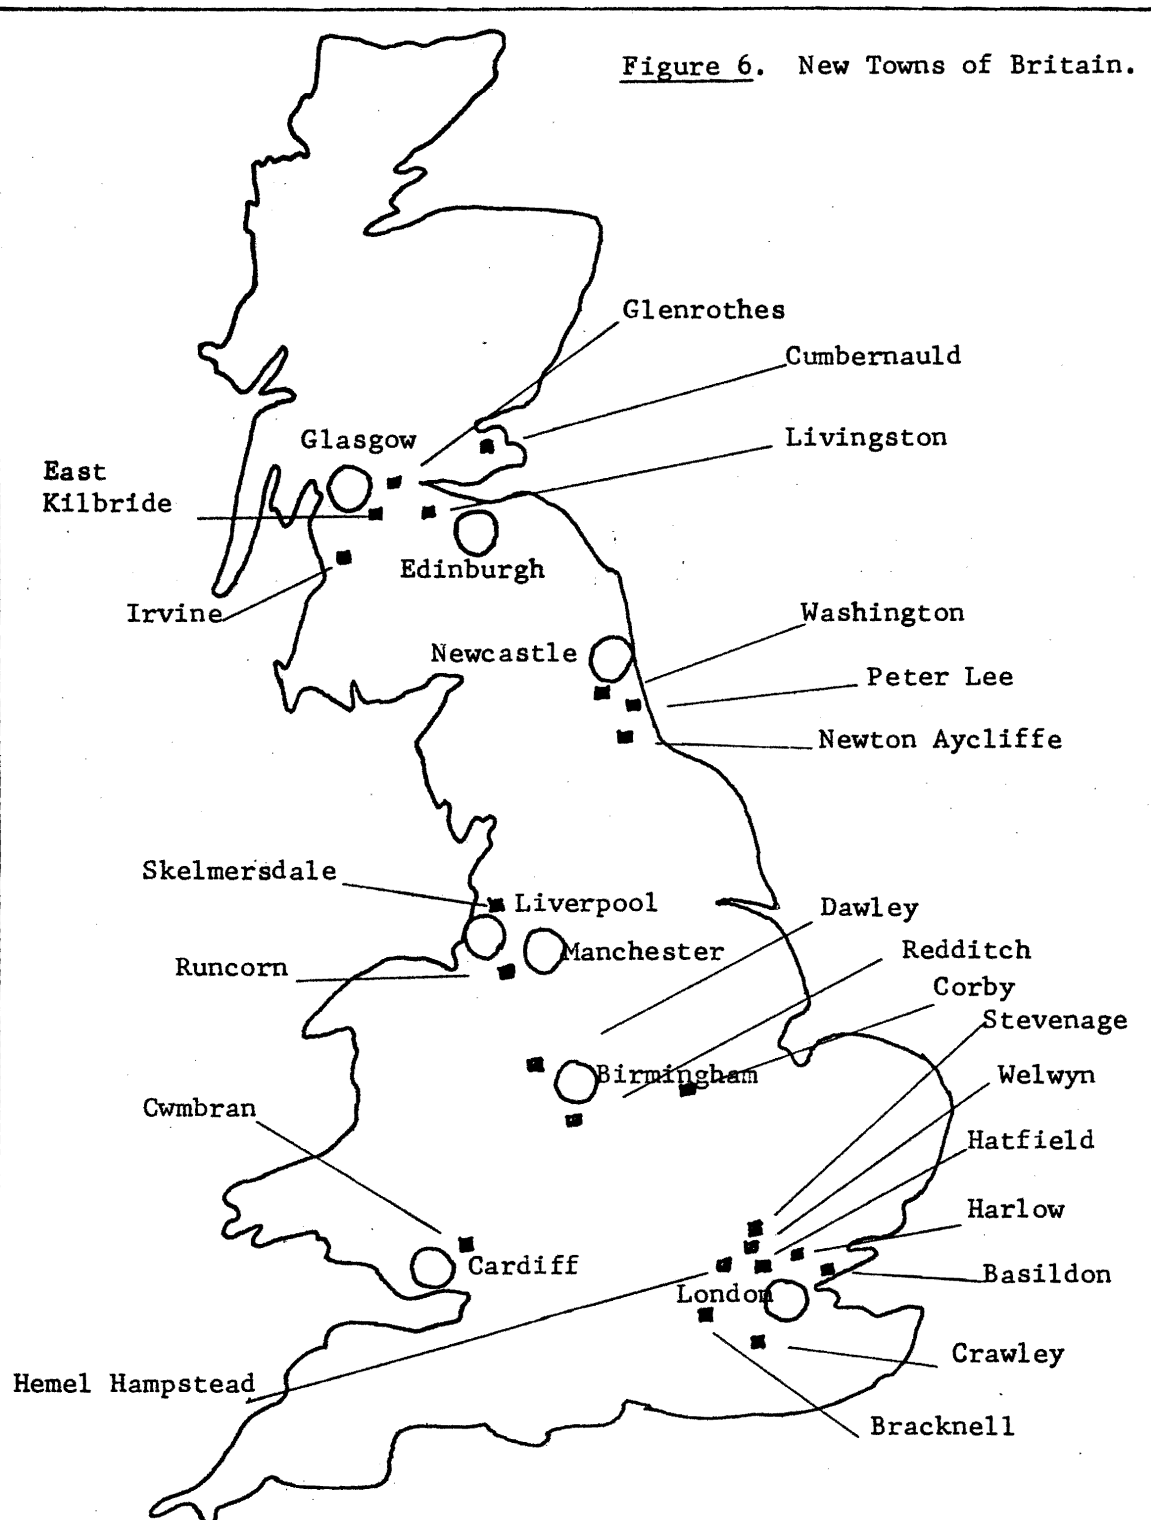 Figure 6. New Towns of Britain.
Glenrothes
Cumbernauld
Glasgow
Livingston
East
Kilbride
Edinburgh
Irvine
Washington
Newcastle
Peter Lee
Newton Aycliffe
Skelmersdale
Liverpool
Dawley
Manchester
Redditch
Runcorn
Corby
Stevenage
Birmingham
Welwyn
Cwmbran
Hatfield
Harlow
Cardiff
Basildon
London
Crawley
Hemel Hampstead
Bracknell